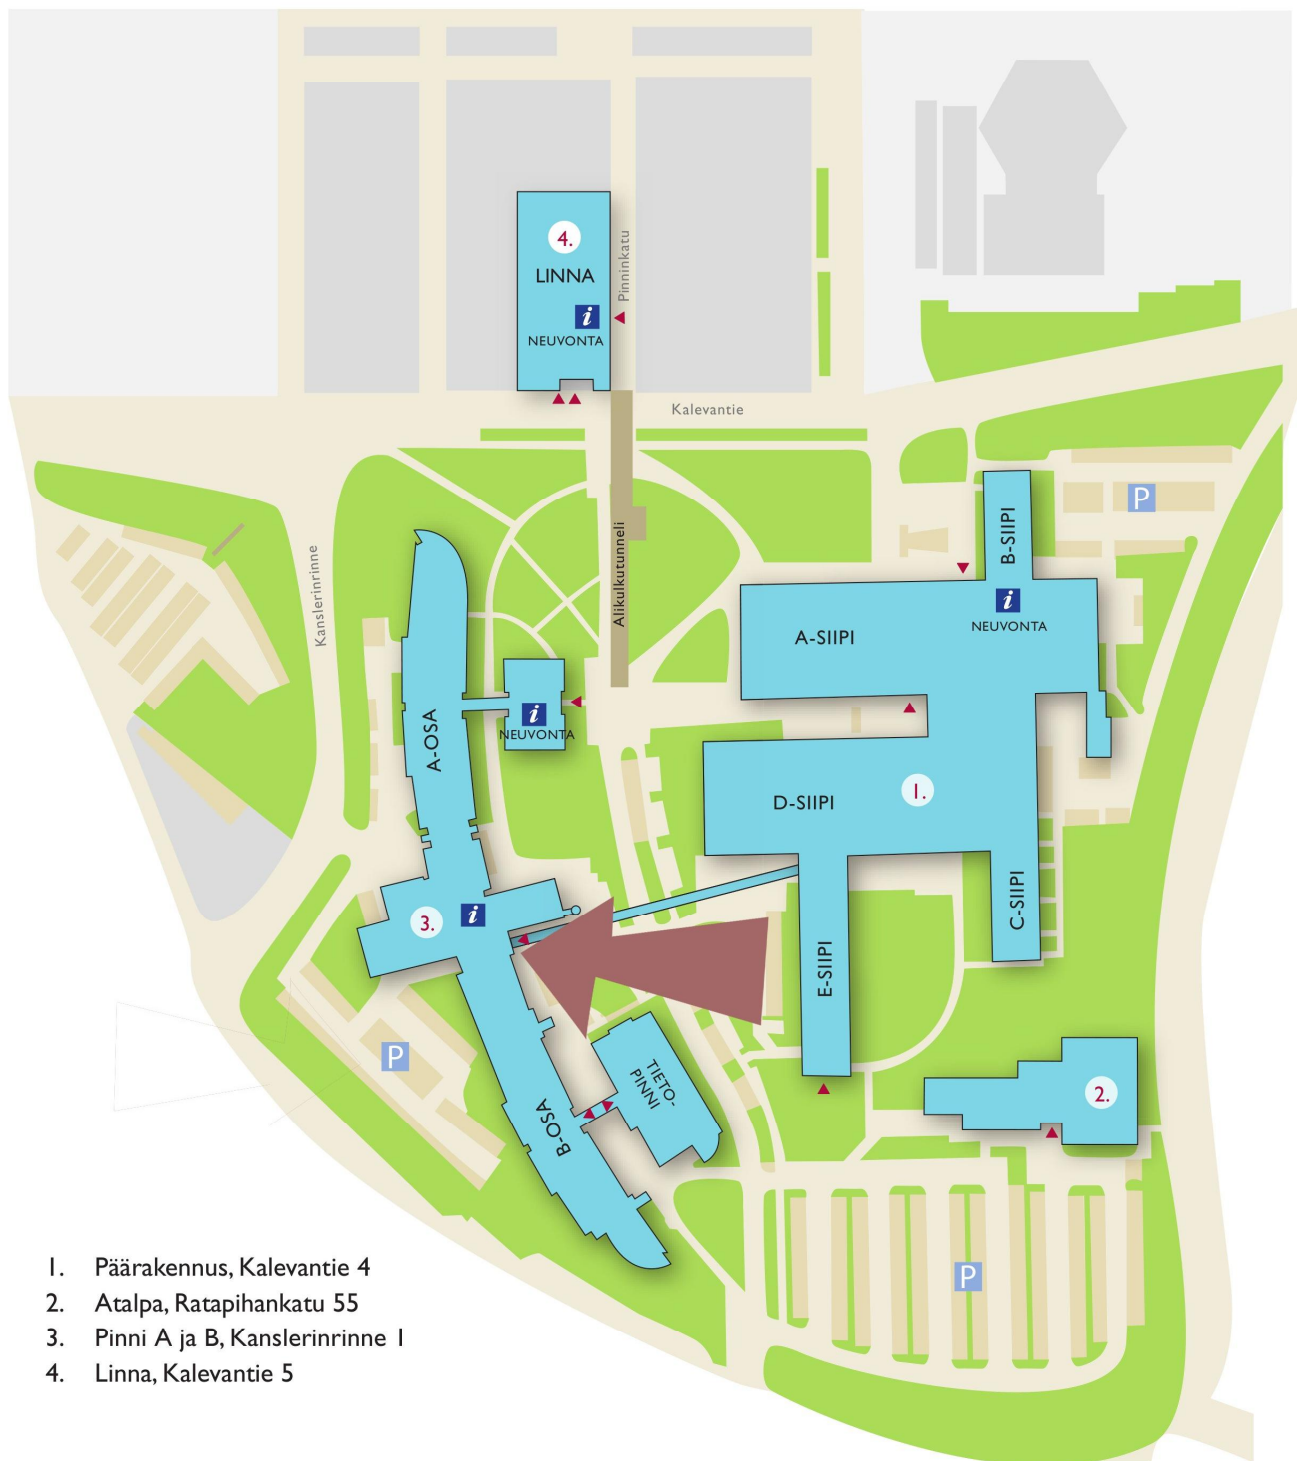 4.
LINNA
i
NEUVONTA
Pinninkatu
Kalevantie
Kanslerinrinne
Alikulkutunneli
P
B-SIIPI
i
NEUVONTA
A-SIIPI
A-OSA
i
NEUVONTA
D-SIIPI
1.
C-SIIPI
E-SIIPI
3.
i
P
TIETO-
PINNI
B-OSA
2.
P
1. Päärakennus, Kalevantie 4
2. Atalpa, Ratapihankatu 55
3. Pinni A ja B, Kanslerinrinne 1
4. Linna, Kalevantie 5